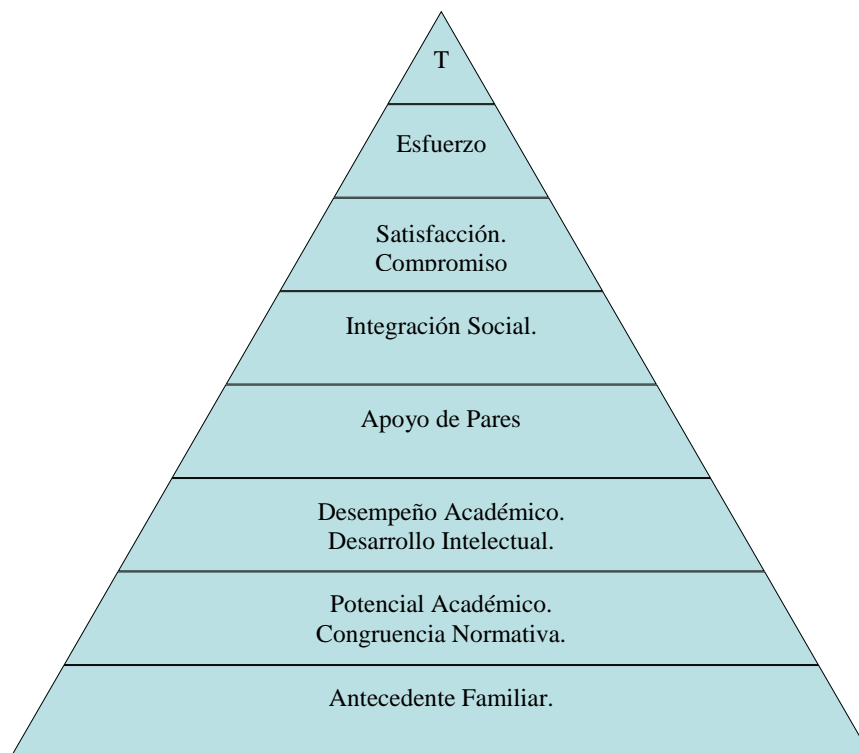 T
Esfuerzo
Satisfacción.
Compromiso
Integración Social.
Apoyo de Pares
Desempeño Académico.
Desarrollo Intelectual.
Potencial Académico.
Congruencia Normativa.
Antecedente Familiar.